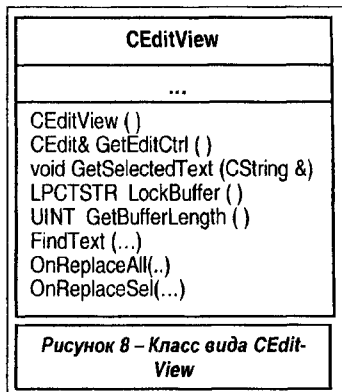 CEditView
...
CEditView ( )
CEdit& GetEditCtrl ( )
void GetSelectedText (CString &)
LPCTSTR LockBuffer ( )
UINT GetBufferLength ( )
FindText (...)
OnReplaceAll(..)
OnReplaceSel(...)
Рисунок 8 – Класс вида CEdit-
View